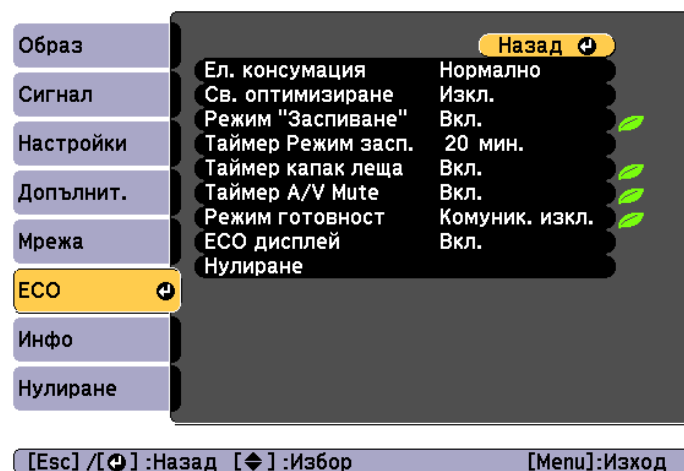 Образ
Сигнал
Настройки
Допълнит.
Мрежа
ECO
Инфо
Нулиране
Назад
Ел. консумация Нормално
Св. оптимизиране Изкл.
Режим "Заспиване" Вкл.
Таймер Режим засп. 20 мин.
Таймер капак леща Вкл.
Таймер A/V Mute Вкл.
Режим готовност Комуник. изкл.
ECO дисплей Вкл.
Нулиране
[Esc] /[⏎] :Назад [◆] :Избор [Menu]:Изход